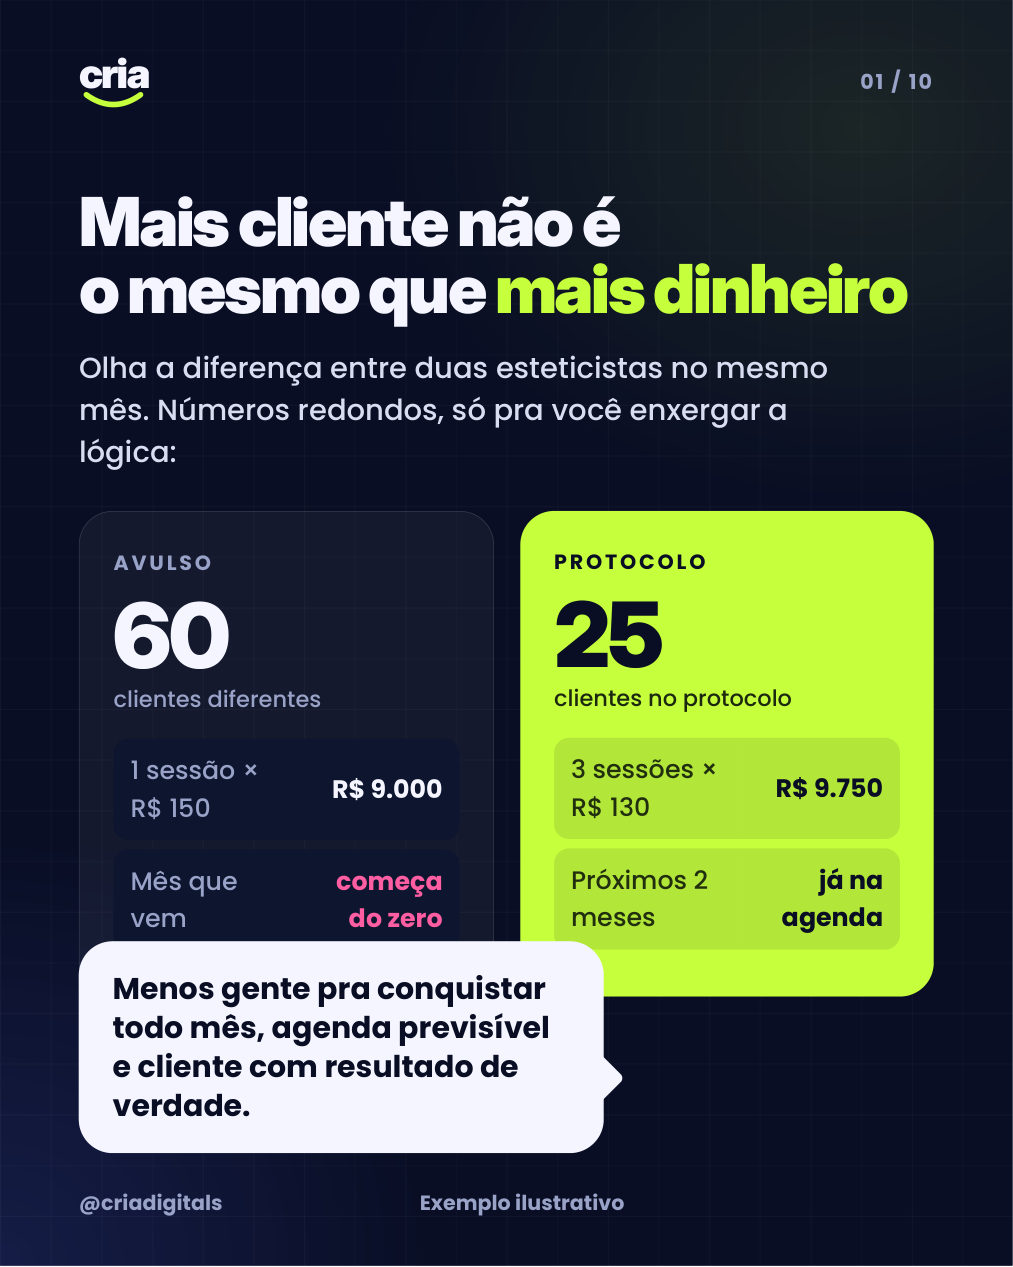 cria
01 / 10
Mais cliente não é
o mesmo que mais dinheiro
Olha a diferença entre duas esteticistas no mesmo
mês. Números redondos, só pra você enxergar a
lógica:
AVULSO
60
clientes diferentes
1 sessão ×
R$ 150
R$ 9.000
Mês que
vem
começa
do zero
PROTOCOLO
25
clientes no protocolo
3 sessões ×
R$ 130
R$ 9.750
Próximos 2
meses
já na
agenda
Menos gente pra conquistar
todo mês, agenda previsível
e cliente com resultado de
verdade.
@criadigitals
Exemplo ilustrativo